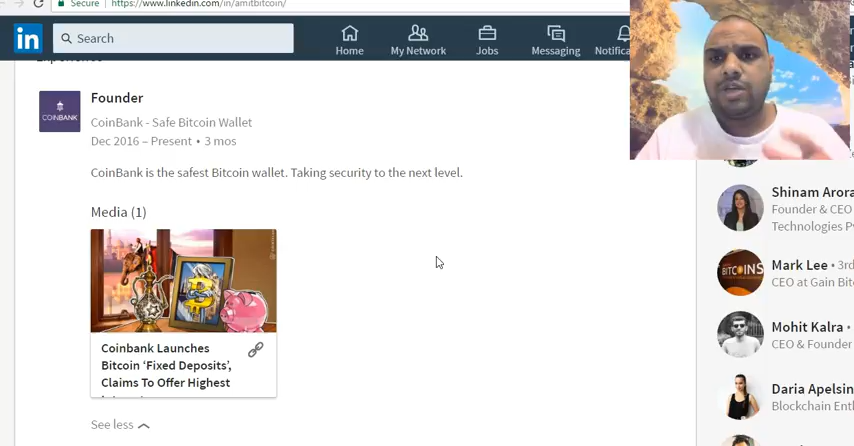 Secure https://www.linkedin.com/in/amitbitcoin/
in Search Home My Network Jobs Messaging
Founder
COINBANK
CoinBank - Safe Bitcoin Wallet
Dec 2016 – Present • 3 mos
CoinBank is the safest Bitcoin wallet. Taking security to the next level.
Media (1)
Coinbank Launches
Bitcoin ‘Fixed Deposits’,
Claims To Offer Highest
See less
Shinam Arora
Founder & CEO
Technologies
Mark Lee • 3rd
BITCOINS
CEO at Gain
Mohit Kalra •
CEO & Founder
Daria
Blockchain